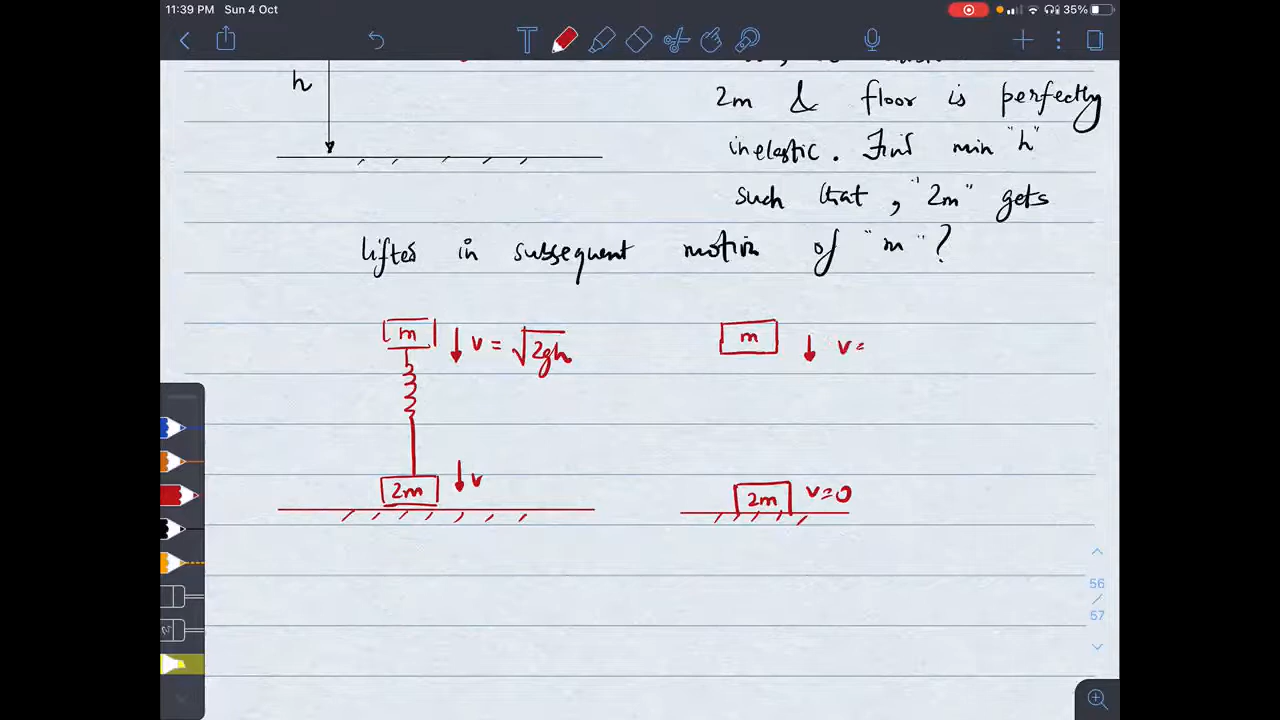 11:39 PM Sun 4 Oct
35%
T
h
2m & floor is perfectly
inelastic. Find min "h"
such that, "2m" gets
lifted in subsequent motion of "m"?
m v = √2gh
m v=
2m v
2m v=0
56
/
57